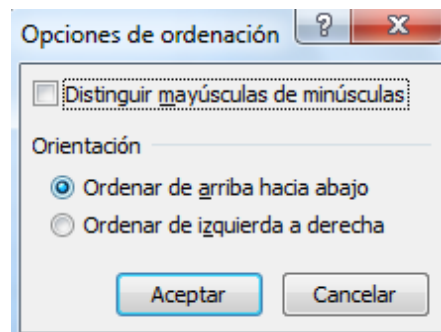 Opciones de ordenación
Distinguir mayúsculas de minúsculas
Orientación
Ordenar de arriba hacia abajo
Ordenar de izquierda a derecha
Aceptar Cancelar